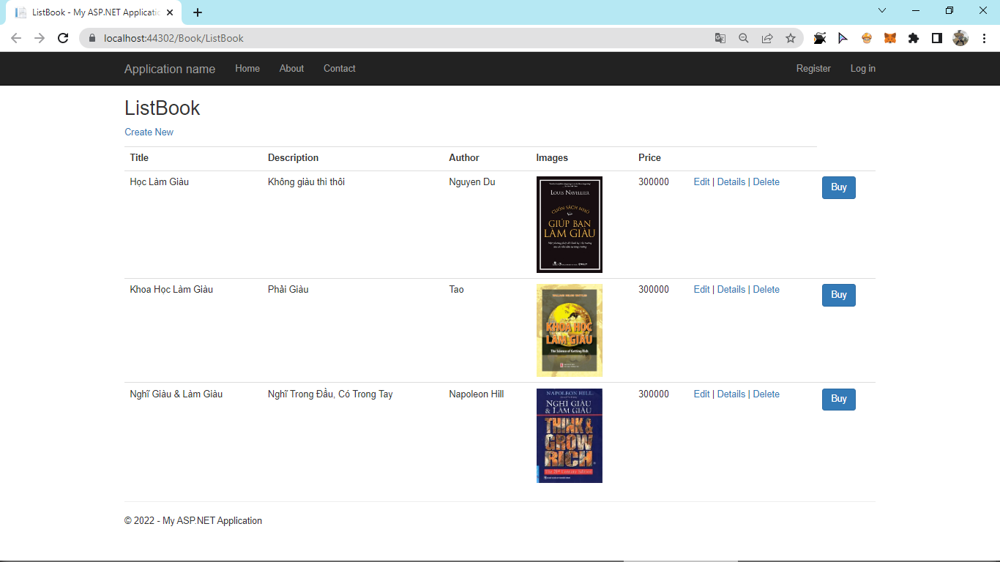 ListBook - My ASP.NET Applicatio
localhost:44302/Book/ListBook
Application name Home About Contact Register Log in
ListBook
Create New
Title Description Author Images Price
Học Làm Giàu Không giàu thì thôi Nguyen Du 300000 Edit | Details | Delete Buy
LOUIS NAVELLIER
CUỐN SÁCH NHỎ
GIÚP BẠN
LÀM GIÀU
Khoa Học Làm Giàu Phải Giàu Tao 300000 Edit | Details | Delete Buy
KHOA HỌC
LÀM GIÀU
The Science of Getting Rich
Nghĩ Giàu & Làm Giàu Nghĩ Trong Đầu, Có Trong Tay Napoleon Hill 300000 Edit | Details | Delete Buy
NAPOLEON HILL
NGHĨ GIÀU
& LÀM GIÀU
THINK &
GROW
RICH
The 21st Century Edition
© 2022 - My ASP.NET Application